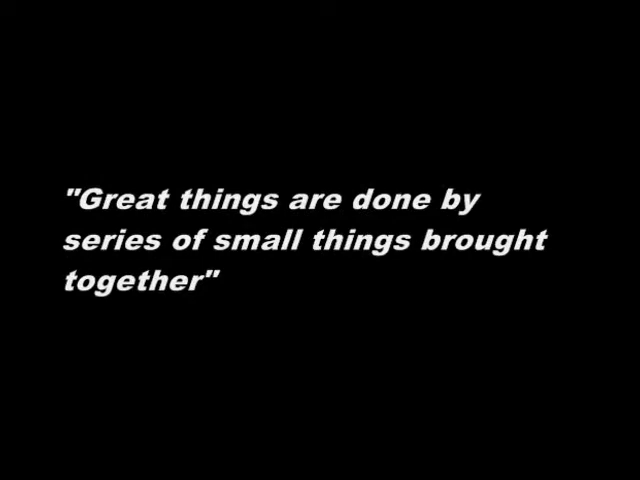 "Great things are done by
series of small things brought
together"